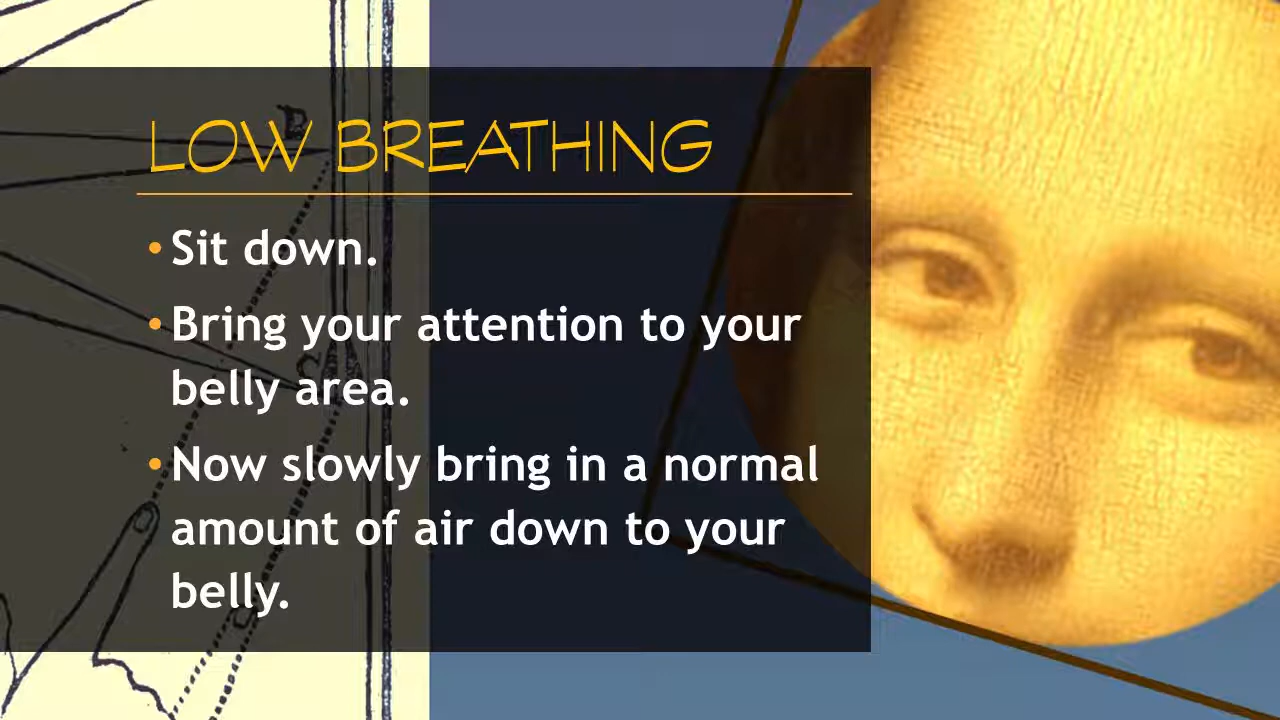 LOW BREATHING
• Sit down.
• Bring your attention to your
belly area.
• Now slowly bring in a normal
amount of air down to your
belly.